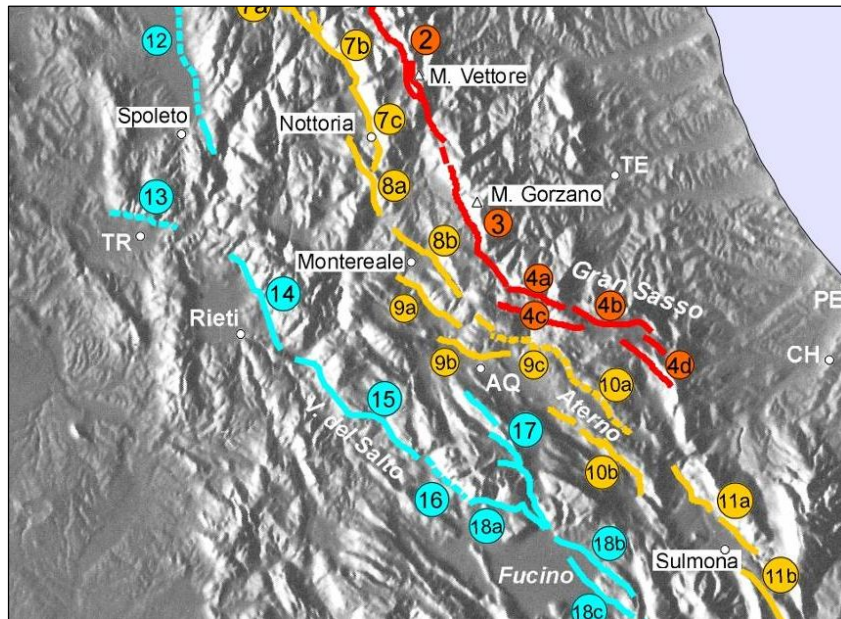 7a
12
7b
2
M. Vettore
Spoleto
Nottoria
7c
TE
8a
13
M. Gorzano
3
TR
8b
Montereale
4a
Gran Sasso
PE
14
9a
4c
4b
Rieti
9b
9c
4d
CH
AQ
10a
15
Aterno
V. del Salto
17
10b
16
11a
18a
18b
Sulmona
Fucino
11b
18c